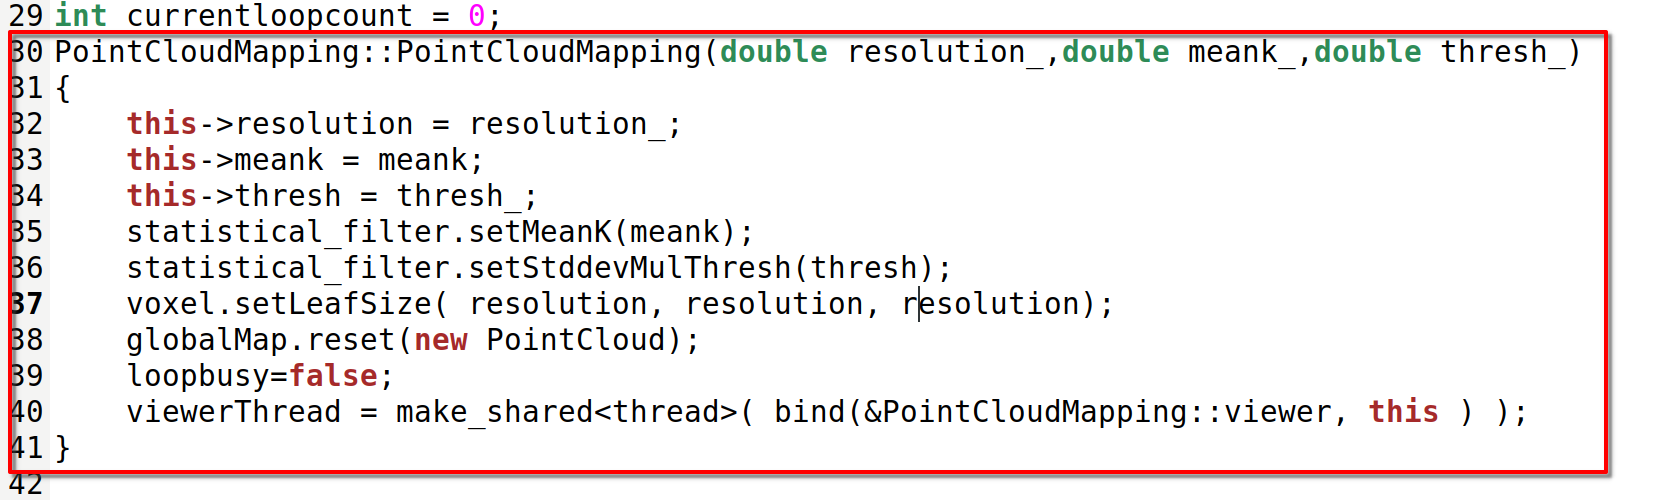 29 int currentloopcount = 0;
30 PointCloudMapping::PointCloudMapping(double resolution_,double meank_,double thresh_)
31 {
32     this->resolution = resolution_;
33     this->meank = meank;
34     this->thresh = thresh_;
35     statistical_filter.setMeanK(meank);
36     statistical_filter.setStddevMulThresh(thresh);
37     voxel.setLeafSize( resolution, resolution, resolution);
38     globalMap.reset(new PointCloud);
39     loopbusy=false;
40     viewerThread = make_shared<thread>( bind(&PointCloudMapping::viewer, this ) );
41 }
42